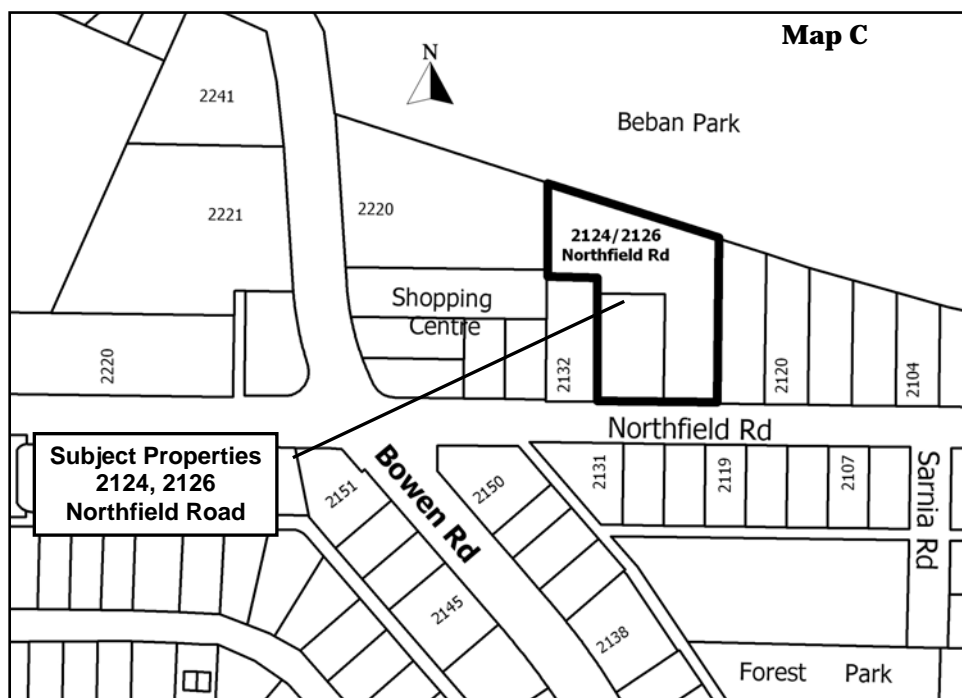 Map C
N
Beban Park
2241
2221
2220
2124/2126
Northfield Rd
Shopping
Centre
2220
2132
2120
2104
Northfield Rd
Subject Properties
2124, 2126
Northfield Road
Bowen Rd
2151
2150
2131
2119
2107
Sarnia Rd
2145
2138
Forest Park